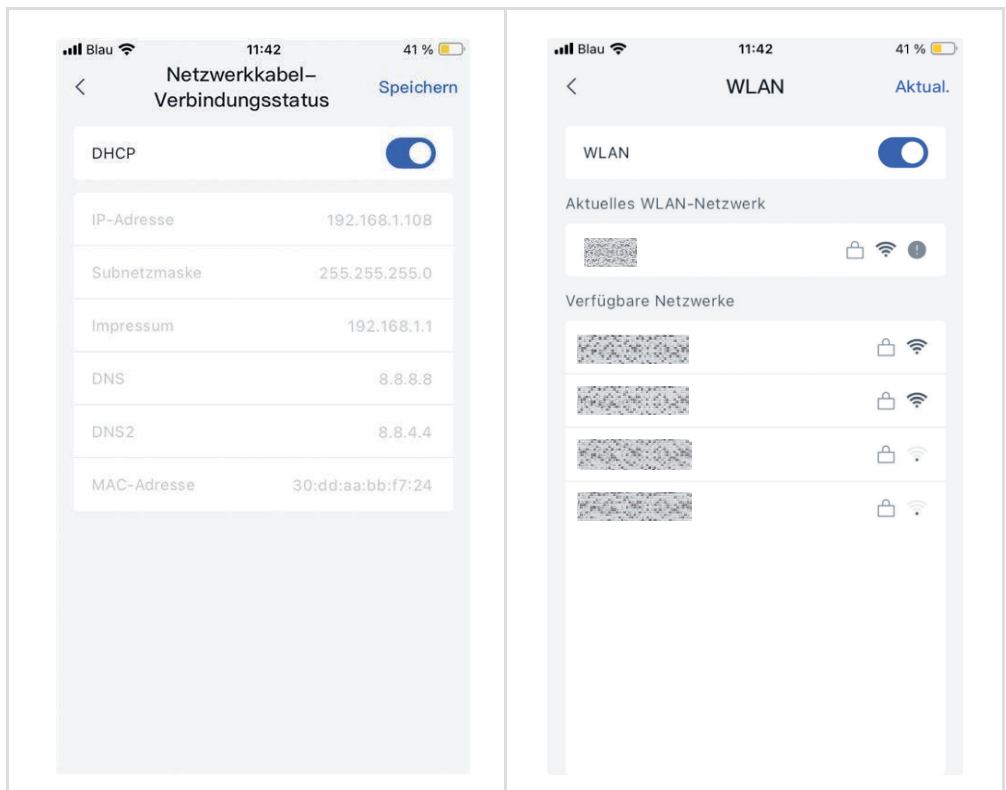 Blau
11:42
41 %
Netzwerkkabel-
Verbindungsstatus
Speichern
DHCP
IP-Adresse 192.168.1.108
Subnetzmaske 255.255.255.0
Impressum 192.168.1.1
DNS 8.8.8.8
DNS2 8.8.4.4
MAC-Adresse 30:dd:aa:bb:f7:24
Blau
11:42
41 %
WLAN
Aktual.
WLAN
Aktuelles WLAN-Netzwerk
Verfügbare Netzwerke